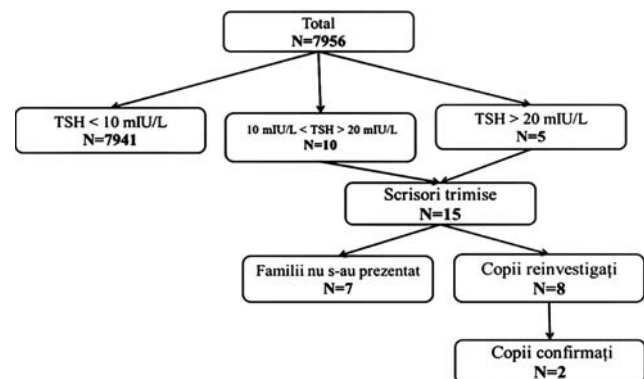 Total
N=7956
TSH < 10 mIU/L
N=7941
10 mIU/L < TSH > 20 mIU/L
N=10
TSH > 20 mIU/L
N=5
Scrisori trimise
N=15
Familii nu s-au prezentat
N=7
Copii reinvestigați
N=8
Copii confirmați
N=2